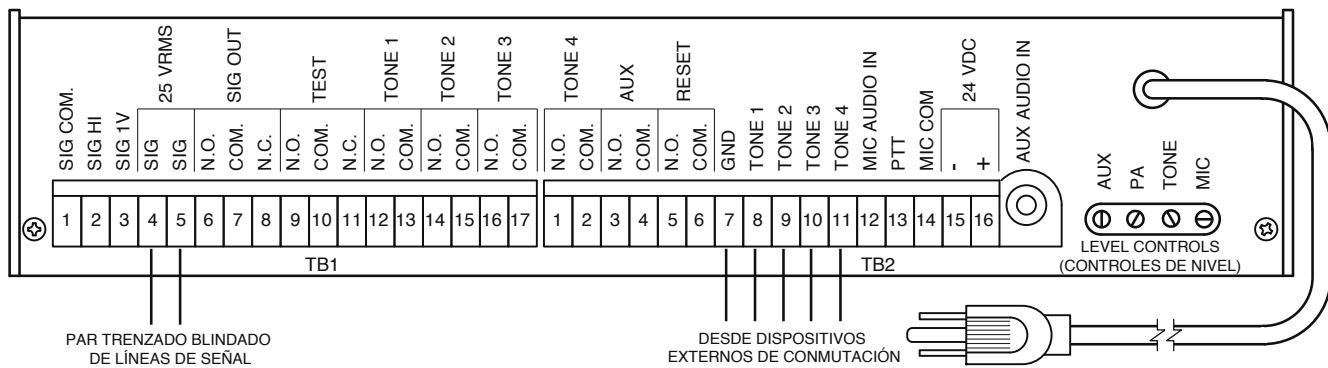 25 VRMS
SIG OUT
TEST
TONE 1
TONE 2
TONE 3
TONE 4
AUX
RESET
24 VDC
AUX AUDIO IN
SIG COM.
SIG HI
SIG 1V
SIG
SIG
N.O.
COM.
N.C.
N.O.
COM.
N.C.
N.O.
COM.
N.O.
COM.
N.O.
COM.
N.O.
COM.
N.O.
COM.
N.O.
COM.
GND
TONE 1
TONE 2
TONE 3
TONE 4
MIC AUDIO IN
PTT
MIC COM
-
+
AUX
PA
TONE
MIC
1 2 3 4 5 6 7 8 9 10 11 12 13 14 15 16 17
1 2 3 4 5 6 7 8 9 10 11 12 13 14 15 16
LEVEL CONTROLS
(CONTROLES DE NIVEL)
TB1
TB2
PAR TRENZADO BLINDADO
DE LÍNEAS DE SEÑAL
DESDE DISPOSITIVOS
EXTERNOS DE CONMUTACIÓN